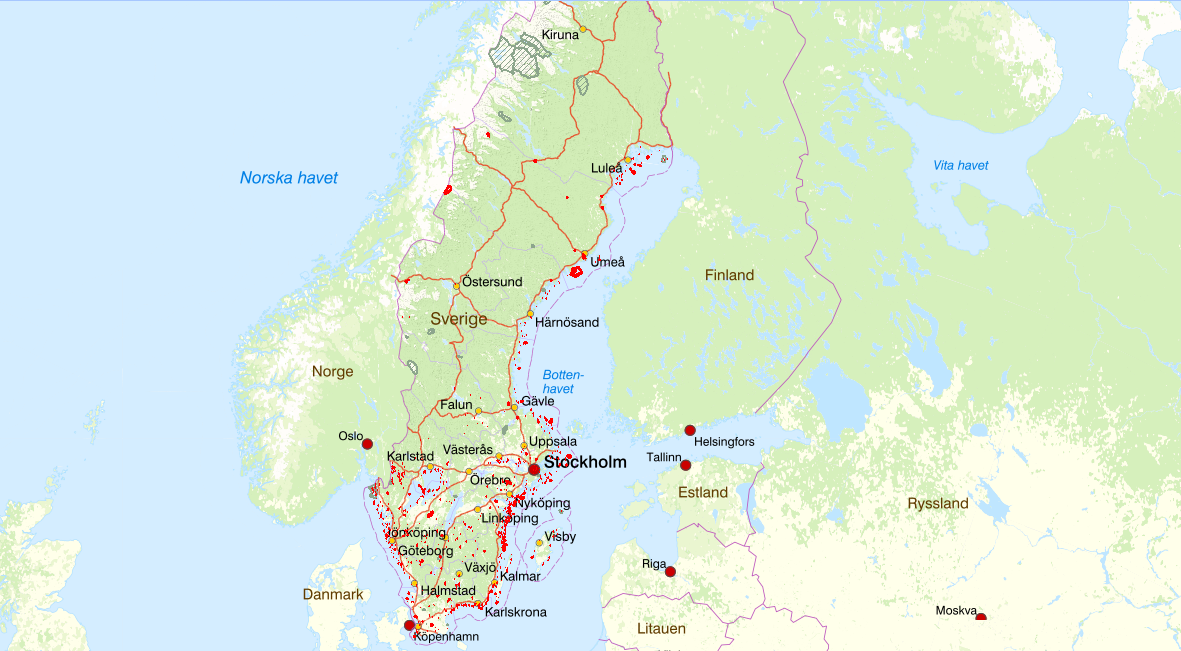 Kiruna
Luleå
Vita havet
Norska havet
Umeå
Finland
Östersund
Sverige
Härnösand
Norge
Botten-
havet
Falun
Gävle
Oslo
Uppsala
Helsingfors
Västerås
Karlstad
Stockholm
Tallinn
Örebro
Estland
Nyköping
Ryssland
Linköping
Jönköping
Visby
Göteborg
Riga
Växjö
Kalmar
Halmstad
Danmark
Karlskrona
Moskva
Köpenhamn
Litauen